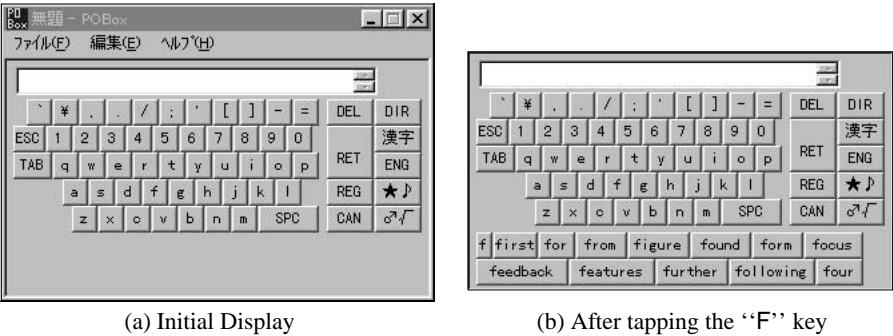 PO Box 無題 - POBox
ファイル(F) 編集(E) ヘルプ(H)
` ¥ , . / ; ' [ ] - = DEL DIR
ESC 1 2 3 4 5 6 7 8 9 0 漢字
TAB q w e r t y u i o p RET ENG
a s d f g h j k l REG ★♪
z x c v b n m SPC CAN ♂√
(a) Initial Display
` ¥ , . / ; ' [ ] - = DEL DIR
ESC 1 2 3 4 5 6 7 8 9 0 漢字
TAB q w e r t y u i o p RET ENG
a s d f g h j k l REG ★♪
z x c v b n m SPC CAN ♂√
f first for from figure found form focus
feedback features further following four
(b) After tapping the ‘‘F’’ key